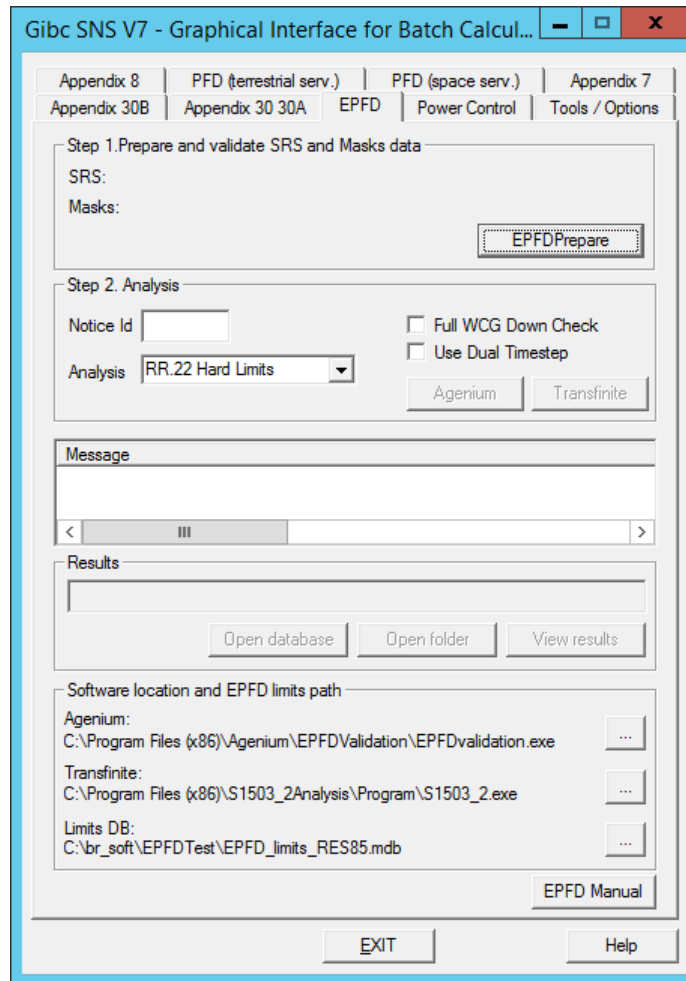 Gibc SNS V7 - Graphical Interface for Batch Calcul...
Appendix 8 PFD (terrestrial serv.) PFD (space serv.) Appendix 7
Appendix 30B Appendix 30 30A EPFD Power Control Tools / Options
Step 1.Prepare and validate SRS and Masks data
SRS:
Masks:
EPFDPrepare
Step 2. Analysis
Notice Id
Full WCG Down Check
Use Dual Timestep
Analysis RR.22 Hard Limits
Agenium Transfinite
Message
Results
Open database Open folder View results
Software location and EPFD limits path
Agenium:
C:\Program Files (x86)\Agenium\EPFDValidation\EPFDvalidation.exe
...
Transfinite:
C:\Program Files (x86)\S1503_2Analysis\Program\S1503_2.exe
...
Limits DB:
C:\br_soft\EPFDTest\EPFD_limits_RES85.mdb
...
EPFD Manual
EXIT Help